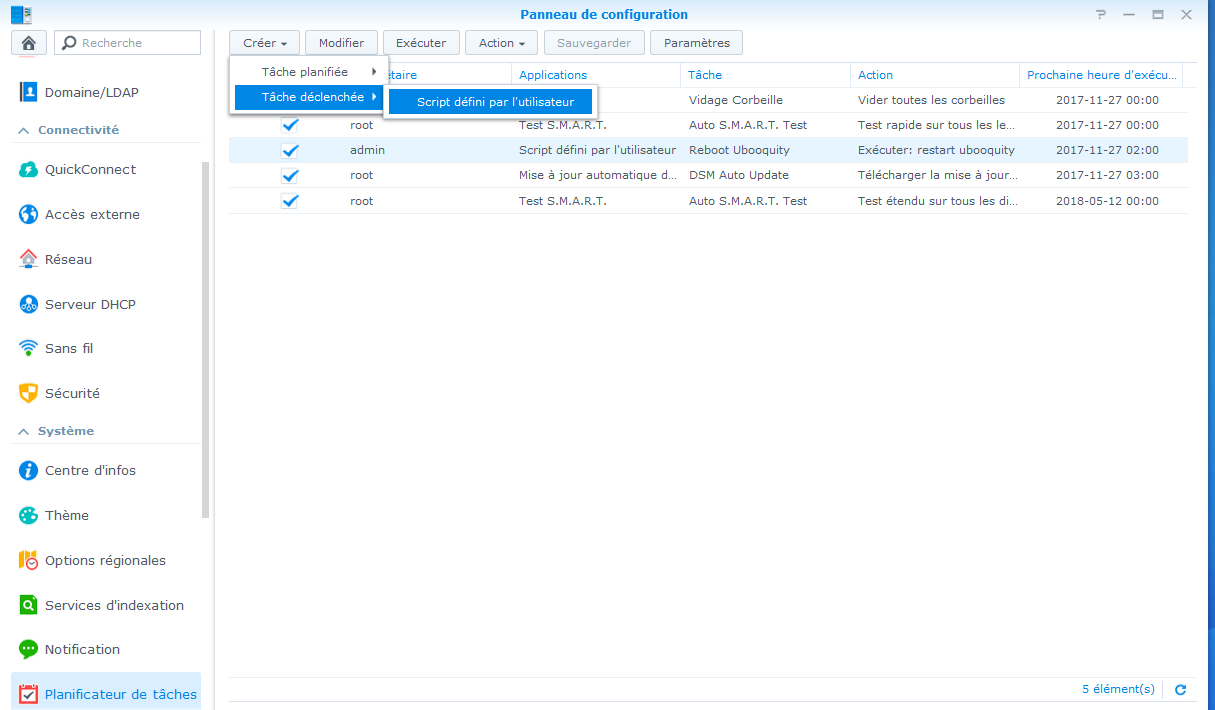 Panneau de configuration
Recherche
Créer Modifier Exécuter Action Sauvegarder Paramètres
Tâche planifiée
Tâche déclenchée
Script défini par l'utilisateur
Applications Tâche Action Prochaine heure d'exécu...
Vidage Corbeille Vider toutes les corbeilles 2017-11-27 00:00
root Test S.M.A.R.T. Auto S.M.A.R.T. Test Test rapide sur tous les le... 2017-11-27 00:00
admin Script défini par l'utilisateur Reboot Ubooquity Exécuter: restart ubooquity 2017-11-27 02:00
root Mise à jour automatique d... DSM Auto Update Télécharger la mise à jour... 2017-11-27 03:00
root Test S.M.A.R.T. Auto S.M.A.R.T. Test Test étendu sur tous les di... 2018-05-12 00:00
Domaine/LDAP
Connectivité
QuickConnect
Accès externe
Réseau
Serveur DHCP
Sans fil
Sécurité
Système
Centre d'infos
Thème
Options régionales
Services d'indexation
Notification
Planificateur de tâches
5 élément(s)